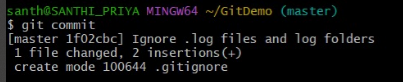 santh@SANTHI_PRIYA MINGW64 ~/GitDemo (master)
$ git commit
[master 1f02cbc] Ignore .log files and log folders
 1 file changed, 2 insertions(+)
 create mode 100644 .gitignore